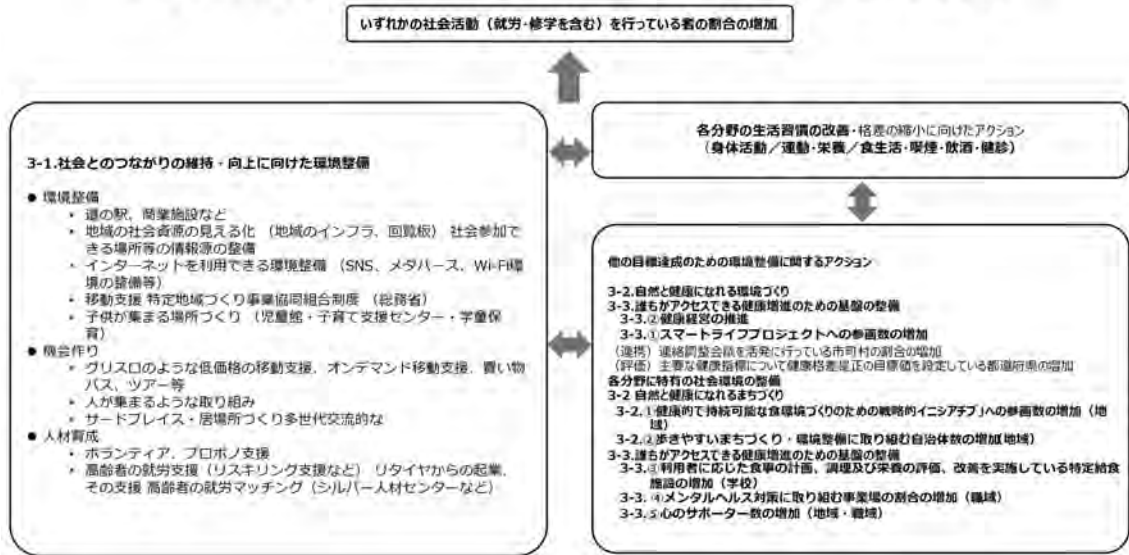 いずれかの社会活動（就労・修学を含む）を行っている者の割合の増加
3-1.社会とのつながりの維持・向上に向けた環境整備
● 環境整備
• 道の駅、商業施設など
• 地域の社会資源の見える化 （地域のインフラ、回覧板） 社会参加で
きる場所等の情報源の整備
• インターネットを利用できる環境整備 （SNS、メタバース、Wi-Fi環
境の整備等）
• 移動支援 特定地域づくり事業協同組合制度 （総務省）
• 子供が集まる場所づくり （児童館・子育て支援センター・学童保
育）
● 機会作り
• グリスロのような低価格の移動支援、オンデマンド移動支援、買い物
バス、ツアー等
• 人が集まるような取り組み
• サードプレイス・居場所づくり多世代交流的な
● 人材育成
• ボランティア、プロボノ支援
• 高齢者の就労支援（リスキリング支援など） リタイヤからの起業、
その支援 高齢者の就労マッチング（シルバー人材センターなど）
各分野の生活習慣の改善・格差の縮小に向けたアクション
（身体活動／運動・栄養／食生活・喫煙・飲酒・健診）
他の目標達成のための環境整備に関するアクション
3-2.自然と健康になれる環境づくり
3-3.誰もがアクセスできる健康増進のための基盤の整備
3-3.②健康経営の推進
3-3.①スマートライフプロジェクトへの参画数の増加
（連携）連絡調整会議を活発に行っている市町村の割合の増加
（評価）主要な健康指標について健康格差是正の目標値を設定している都道府県の増加
各分野に特有の社会環境の整備
3-2 自然と健康になれるまちづくり
3-2.①健康的で持続可能な食環境づくりのための戦略的イニシアチブ」への参画数の増加（地
域）
3-2.②歩きやすいまちづくり・環境整備に取り組む自治体数の増加(地域）
3-3.誰もがアクセスできる健康増進のための基盤の整備
3-3.③利用者に応じた食事の計画、調理及び栄養の評価、改善を実施している特定給食
施設の増加（学校）
3-3.④メンタルヘルス対策に取り組む事業場の割合の増加（職域）
3-3.⑤心のサポーター数の増加（地域・職域）